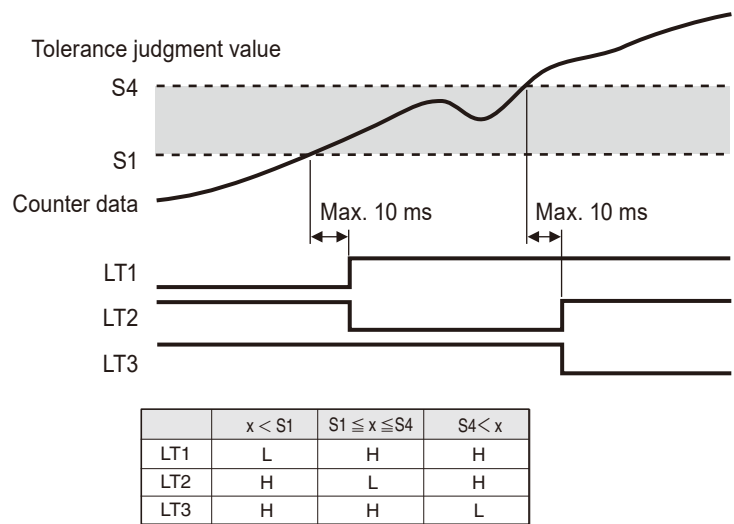 Tolerance judgment value
S4
S1
Counter data
Max. 10 ms Max. 10 ms
LT1
LT2
LT3
x < S1 S1 ≦ x ≦S4 S4< x
LT1 L H H
LT2 H L H
LT3 H H L